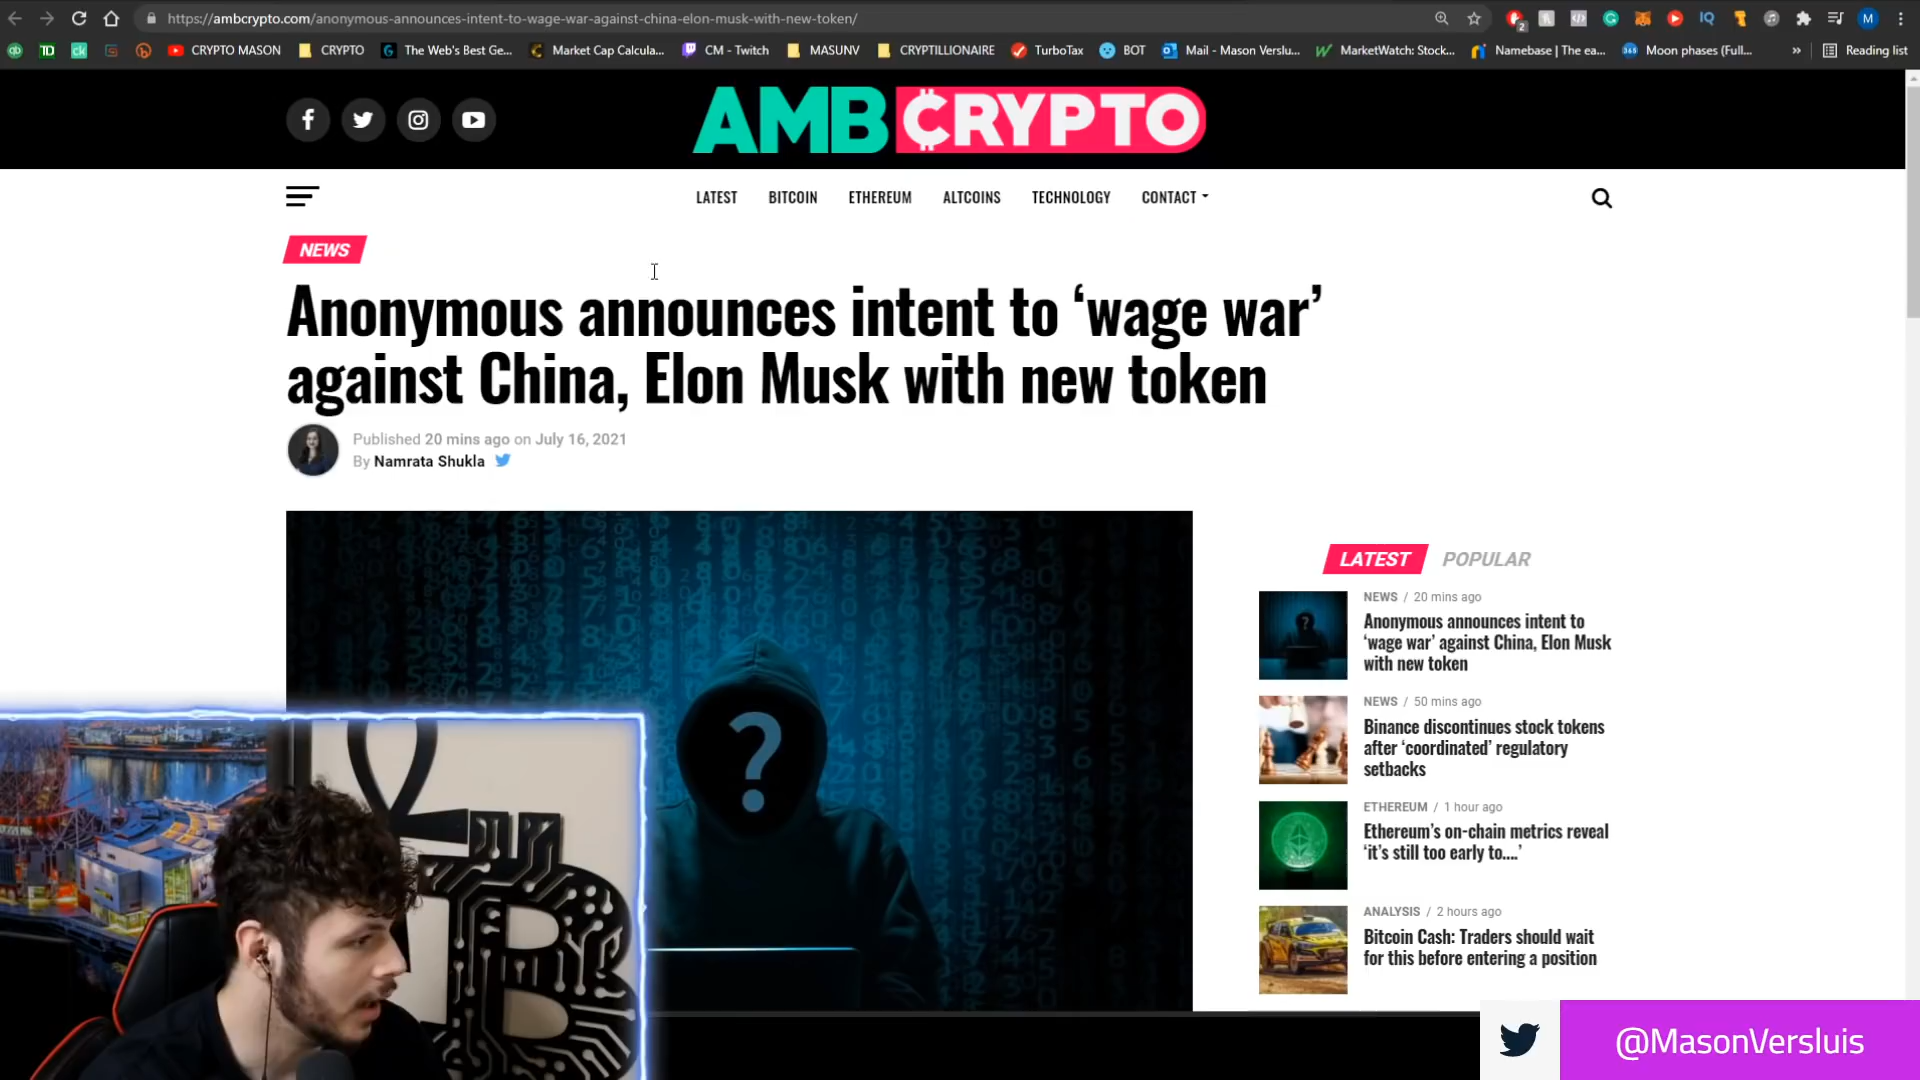 https://ambcrypto.com/anonymous-announces-intent-to-wage-war-against-china-elon-musk-with-new-token/
2
M
TD
ck
CRYPTO MASON
CRYPTO
The Web's Best Ge...
Market Cap Calcula...
CM - Twitch
MASUNV
CRYPTILLIONAIRE
TurboTax
BOT
Mail - Mason Verslu...
MarketWatch: Stock...
Namebase | The ea...
365
Moon phases (Full...
»
Reading list
AMBCRYPTO
LATEST
BITCOIN
ETHEREUM
ALTCOINS
TECHNOLOGY
CONTACT
NEWS
Anonymous announces intent to ‘wage war’
against China, Elon Musk with new token
Published 20 mins ago on July 16, 2021
By Namrata Shukla
?
LATEST
POPULAR
NEWS / 20 mins ago
Anonymous announces intent to
‘wage war’ against China, Elon Musk
with new token
NEWS / 50 mins ago
Binance discontinues stock tokens
after ‘coordinated’ regulatory
setbacks
ETHEREUM / 1 hour ago
Ethereum’s on-chain metrics reveal
‘it’s still too early to....’
ANALYSIS / 2 hours ago
Bitcoin Cash: Traders should wait
for this before entering a position
@MasonVersluis